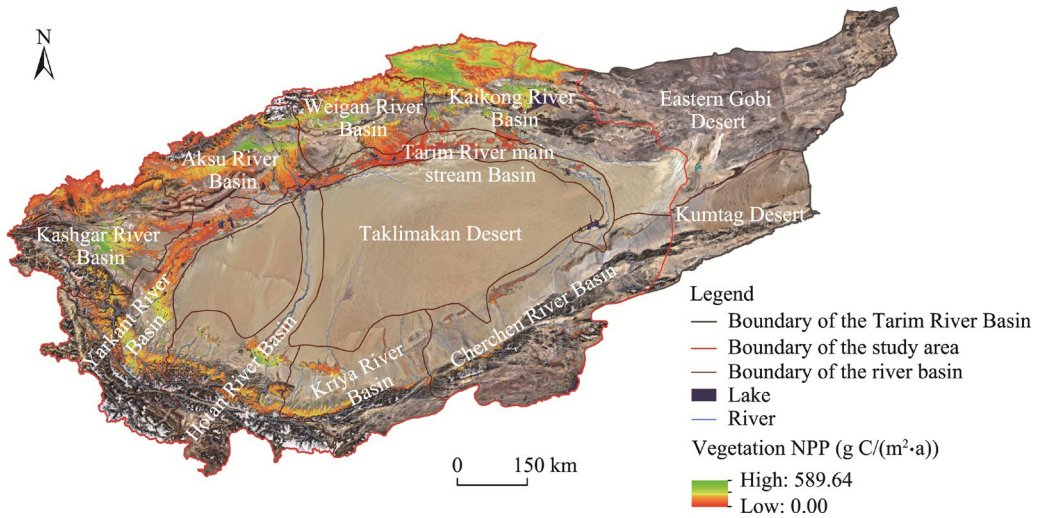 N
Weigan River
Basin
Kaikong River
Basin
Eastern Gobi
Desert
Aksu River
Basin
Tarim River main
stream Basin
Kashgar River
Basin
Taklimakan Desert
Kumtag Desert
Yarkant River
Basin
Hotan River
Basin
Kriya River
Basin
Cherchen River Basin
Legend
Boundary of the Tarim River Basin
Boundary of the study area
Boundary of the river basin
Lake
River
Vegetation NPP (g C/(m²•a))
High: 589.64
Low: 0.00
0 150 km